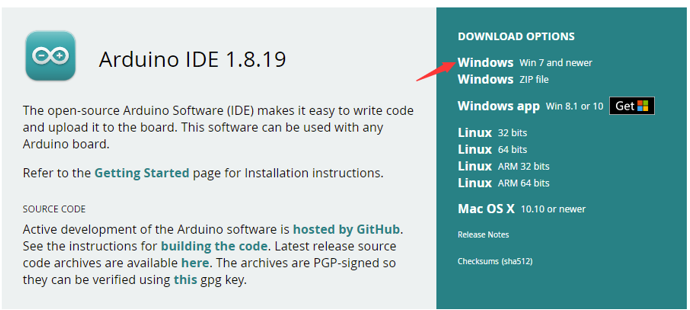 Arduino IDE 1.8.19
The open-source Arduino Software (IDE) makes it easy to write code
and upload it to the board. This software can be used with any
Arduino board.
Refer to the Getting Started page for Installation instructions.
SOURCE CODE
Active development of the Arduino software is hosted by GitHub.
See the instructions for building the code. Latest release source
code archives are available here. The archives are PGP-signed so
they can be verified using this gpg key.
DOWNLOAD OPTIONS
Windows Win 7 and newer
Windows ZIP file
Windows app Win 8.1 or 10 Get
Linux 32 bits
Linux 64 bits
Linux ARM 32 bits
Linux ARM 64 bits
Mac OS X 10.10 or newer
Release Notes
Checksums (sha512)